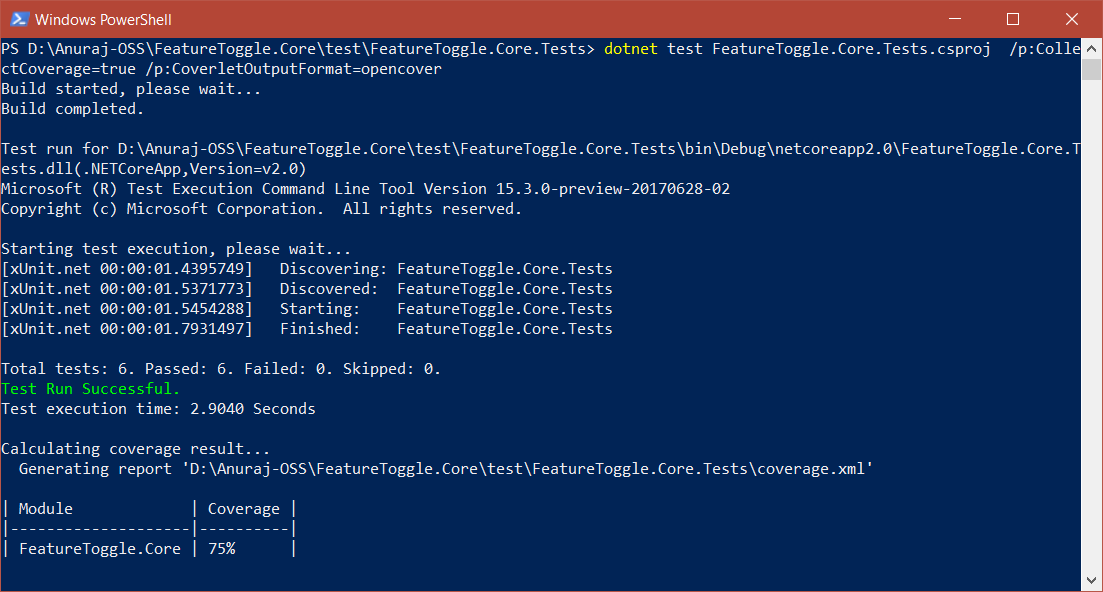 Windows PowerShell
PS D:\Anuraj-OSS\FeatureToggle.Core\test\FeatureToggle.Core.Tests> dotnet test FeatureToggle.Core.Tests.csproj  /p:Colle
ctCoverage=true /p:CoverletOutputFormat=opencover
Build started, please wait...
Build completed.

Test run for D:\Anuraj-OSS\FeatureToggle.Core\test\FeatureToggle.Core.Tests\bin\Debug\netcoreapp2.0\FeatureToggle.Core.T
ests.dll(.NETCoreApp,Version=v2.0)
Microsoft (R) Test Execution Command Line Tool Version 15.3.0-preview-20170628-02
Copyright (c) Microsoft Corporation.  All rights reserved.

Starting test execution, please wait...
[xUnit.net 00:00:01.4395749]   Discovering: FeatureToggle.Core.Tests
[xUnit.net 00:00:01.5371773]   Discovered:  FeatureToggle.Core.Tests
[xUnit.net 00:00:01.5454288]   Starting:    FeatureToggle.Core.Tests
[xUnit.net 00:00:01.7931497]   Finished:    FeatureToggle.Core.Tests

Total tests: 6. Passed: 6. Failed: 0. Skipped: 0.
Test Run Successful.
Test execution time: 2.9040 Seconds

Calculating coverage result...
  Generating report 'D:\Anuraj-OSS\FeatureToggle.Core\test\FeatureToggle.Core.Tests\coverage.xml'

| Module             | Coverage |
|--------------------|----------|
| FeatureToggle.Core | 75%      |